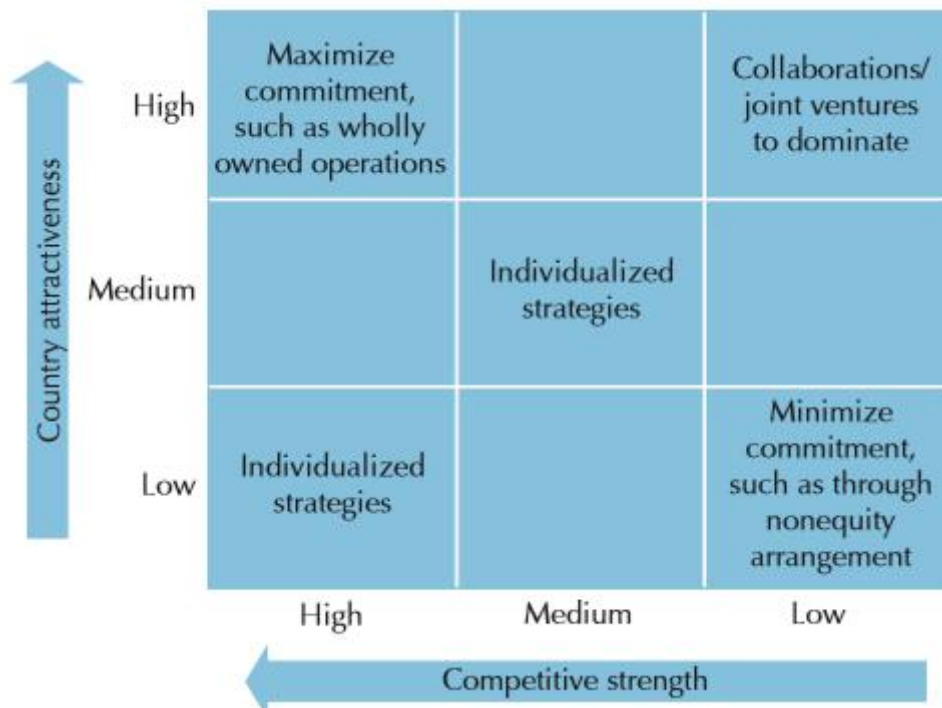 Country attractiveness
High
Maximize
commitment,
such as wholly
owned operations
Collaborations/
joint ventures
to dominate
Medium
Individualized
strategies
Low
Individualized
strategies
Minimize
commitment,
such as through
nonequity
arrangement
High
Medium
Low
Competitive strength